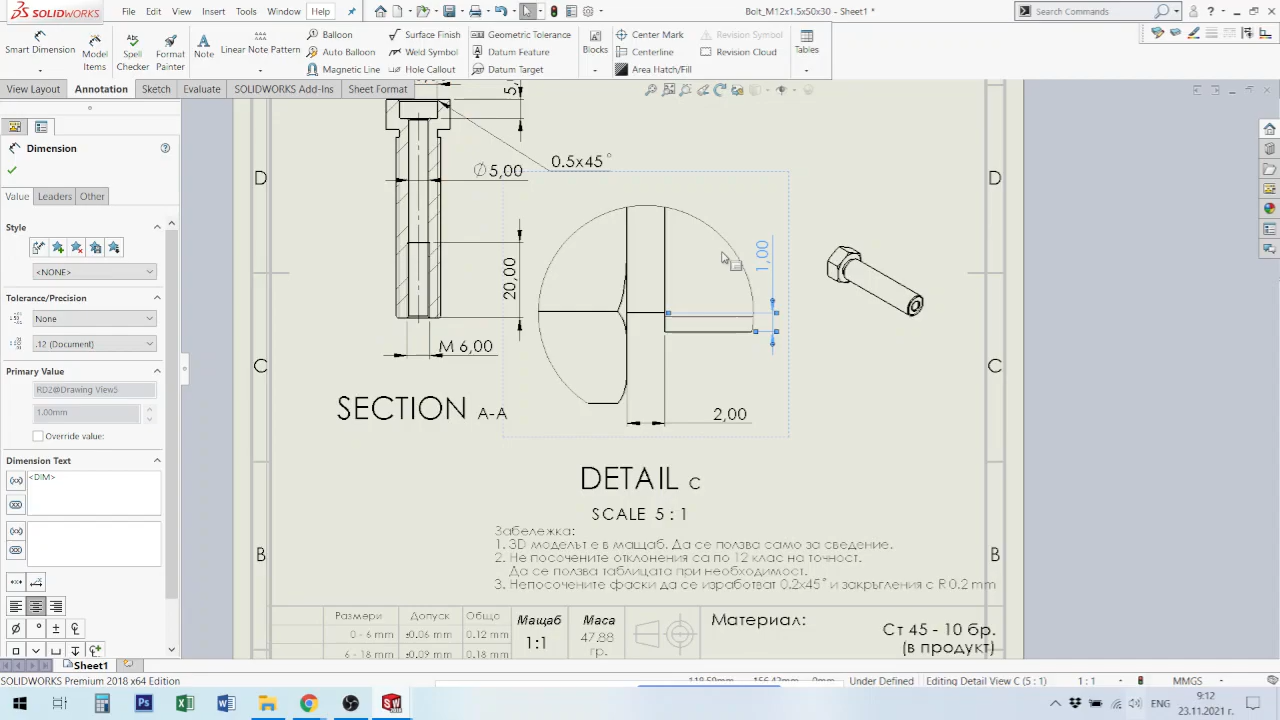 SOLIDWORKS
File Edit View Insert Tools Window Help
Bolt_M12x1.5x50x30 - Sheet1 *
Search Commands
Smart Dimension
Model Items
Spell Checker
Format Painter
Note
Linear Note Pattern
Balloon
Auto Balloon
Magnetic Line
Surface Finish
Weld Symbol
Hole Callout
Geometric Tolerance
Datum Feature
Datum Target
Blocks
Center Mark
Centerline
Area Hatch/Fill
Revision Symbol
Revision Cloud
Tables
View Layout Annotation Sketch Evaluate SOLIDWORKS Add-Ins Sheet Format
Dimension
Value Leaders Other
Style
<NONE>
Tolerance/Precision
None
.12 (Document)
Primary Value
RD2@Drawing View5
1.00mm
Override value:
Dimension Text
<DIM>
D
D
C
C
B
B
0.5x45°
∅5,00
20,00
M 6,00
1,00
2,00
SECTION A-A
DETAIL C
SCALE 5 : 1
Забележка:
1. 3D моделът е в мащаб. Да се ползва само за сведение.
2. Не посочените отклонения са по 12 клас на точност.
Да се ползва таблицата при необходимост.
3. Непосочените фаски да се изработват 0.2x45° и закръгления с R 0.2 mm
Размери Допуск Общо
0 - 6 mm ±0.06 mm 0.12 mm
6 - 18 mm ±0.09 mm 0.18 mm
Мащаб
1:1
Маса
47.88
гр.
Материал:
Ст 45 - 10 бр.
(в продукт)
Sheet1
SOLIDWORKS Premium 2018 x64 Edition
Under Defined Editing Detail View C (5 : 1) 1 : 1 MMGS
ENG
9:12
23.11.2021 г.